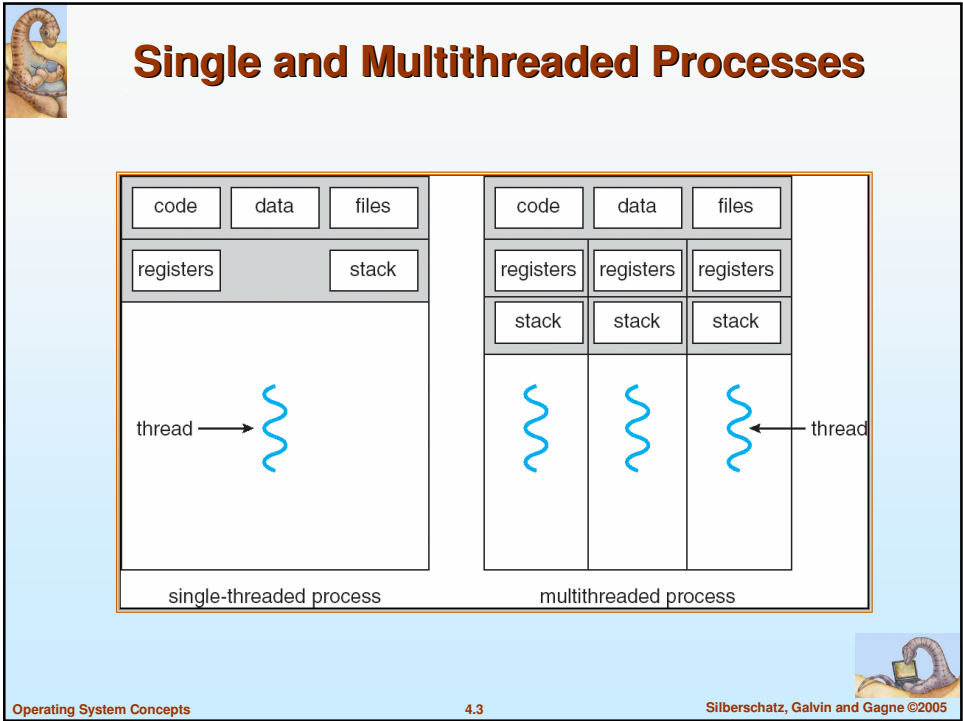 Single and Multithreaded Processes
code data files
registers stack
thread
single-threaded process
code data files
registers registers registers
stack stack stack
thread
multithreaded process
Operating System Concepts
4.3
Silberschatz, Galvin and Gagne ©2005